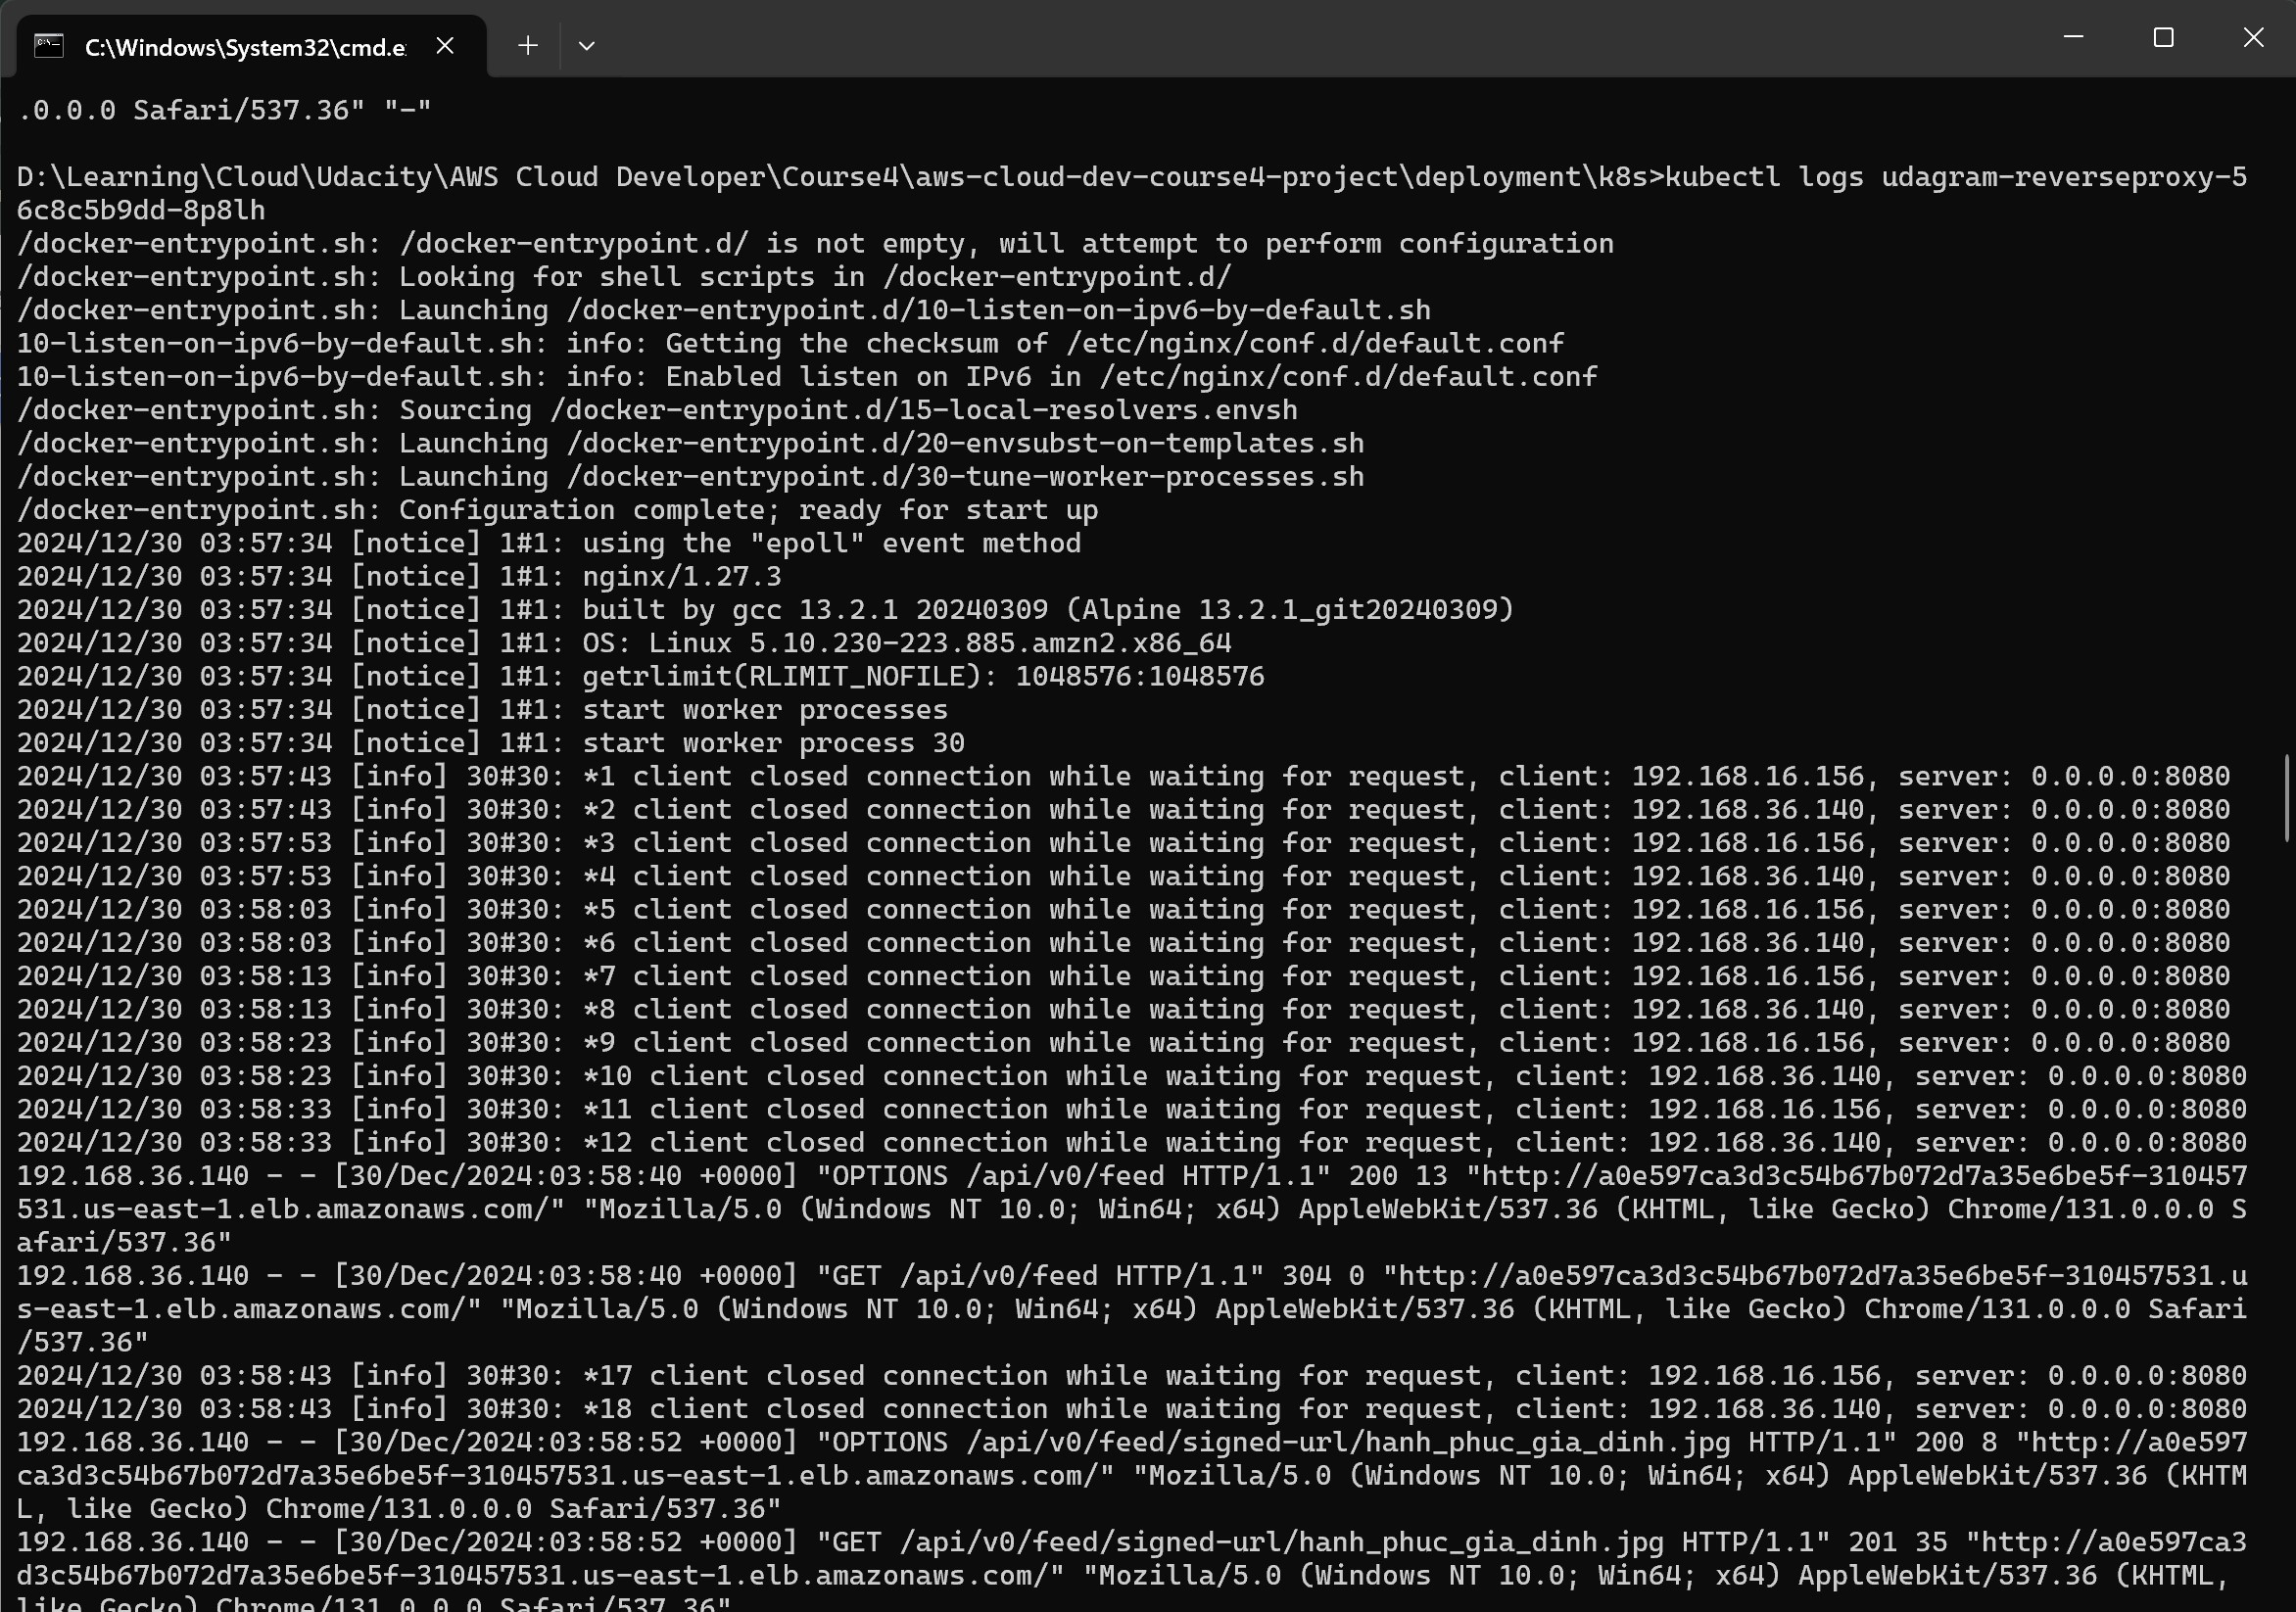 C:\Windows\System32\cmd.e
.0.0.0 Safari/537.36" "-"
D:\Learning\Cloud\Udacity\AWS Cloud Developer\Course4\aws-cloud-dev-course4-project\deployment\k8s>kubectl logs udagram-reverseproxy-5
6c8c5b9dd-8p8lh
/docker-entrypoint.sh: /docker-entrypoint.d/ is not empty, will attempt to perform configuration
/docker-entrypoint.sh: Looking for shell scripts in /docker-entrypoint.d/
/docker-entrypoint.sh: Launching /docker-entrypoint.d/10-listen-on-ipv6-by-default.sh
10-listen-on-ipv6-by-default.sh: info: Getting the checksum of /etc/nginx/conf.d/default.conf
10-listen-on-ipv6-by-default.sh: info: Enabled listen on IPv6 in /etc/nginx/conf.d/default.conf
/docker-entrypoint.sh: Sourcing /docker-entrypoint.d/15-local-resolvers.envsh
/docker-entrypoint.sh: Launching /docker-entrypoint.d/20-envsubst-on-templates.sh
/docker-entrypoint.sh: Launching /docker-entrypoint.d/30-tune-worker-processes.sh
/docker-entrypoint.sh: Configuration complete; ready for start up
2024/12/30 03:57:34 [notice] 1#1: using the "epoll" event method
2024/12/30 03:57:34 [notice] 1#1: nginx/1.27.3
2024/12/30 03:57:34 [notice] 1#1: built by gcc 13.2.1 20240309 (Alpine 13.2.1_git20240309)
2024/12/30 03:57:34 [notice] 1#1: OS: Linux 5.10.230-223.885.amzn2.x86_64
2024/12/30 03:57:34 [notice] 1#1: getrlimit(RLIMIT_NOFILE): 1048576:1048576
2024/12/30 03:57:34 [notice] 1#1: start worker processes
2024/12/30 03:57:34 [notice] 1#1: start worker process 30
2024/12/30 03:57:43 [info] 30#30: *1 client closed connection while waiting for request, client: 192.168.16.156, server: 0.0.0.0:8080
2024/12/30 03:57:43 [info] 30#30: *2 client closed connection while waiting for request, client: 192.168.36.140, server: 0.0.0.0:8080
2024/12/30 03:57:53 [info] 30#30: *3 client closed connection while waiting for request, client: 192.168.16.156, server: 0.0.0.0:8080
2024/12/30 03:57:53 [info] 30#30: *4 client closed connection while waiting for request, client: 192.168.36.140, server: 0.0.0.0:8080
2024/12/30 03:58:03 [info] 30#30: *5 client closed connection while waiting for request, client: 192.168.16.156, server: 0.0.0.0:8080
2024/12/30 03:58:03 [info] 30#30: *6 client closed connection while waiting for request, client: 192.168.36.140, server: 0.0.0.0:8080
2024/12/30 03:58:13 [info] 30#30: *7 client closed connection while waiting for request, client: 192.168.16.156, server: 0.0.0.0:8080
2024/12/30 03:58:13 [info] 30#30: *8 client closed connection while waiting for request, client: 192.168.36.140, server: 0.0.0.0:8080
2024/12/30 03:58:23 [info] 30#30: *9 client closed connection while waiting for request, client: 192.168.16.156, server: 0.0.0.0:8080
2024/12/30 03:58:23 [info] 30#30: *10 client closed connection while waiting for request, client: 192.168.36.140, server: 0.0.0.0:8080
2024/12/30 03:58:33 [info] 30#30: *11 client closed connection while waiting for request, client: 192.168.16.156, server: 0.0.0.0:8080
2024/12/30 03:58:33 [info] 30#30: *12 client closed connection while waiting for request, client: 192.168.36.140, server: 0.0.0.0:8080
192.168.36.140 - - [30/Dec/2024:03:58:40 +0000] "OPTIONS /api/v0/feed HTTP/1.1" 200 13 "http://a0e597ca3d3c54b67b072d7a35e6be5f-310457
531.us-east-1.elb.amazonaws.com/" "Mozilla/5.0 (Windows NT 10.0; Win64; x64) AppleWebKit/537.36 (KHTML, like Gecko) Chrome/131.0.0.0 S
afari/537.36"
192.168.36.140 - - [30/Dec/2024:03:58:40 +0000] "GET /api/v0/feed HTTP/1.1" 304 0 "http://a0e597ca3d3c54b67b072d7a35e6be5f-310457531.u
s-east-1.elb.amazonaws.com/" "Mozilla/5.0 (Windows NT 10.0; Win64; x64) AppleWebKit/537.36 (KHTML, like Gecko) Chrome/131.0.0.0 Safari
/537.36"
2024/12/30 03:58:43 [info] 30#30: *17 client closed connection while waiting for request, client: 192.168.16.156, server: 0.0.0.0:8080
2024/12/30 03:58:43 [info] 30#30: *18 client closed connection while waiting for request, client: 192.168.36.140, server: 0.0.0.0:8080
192.168.36.140 - - [30/Dec/2024:03:58:52 +0000] "OPTIONS /api/v0/feed/signed-url/hanh_phuc_gia_dinh.jpg HTTP/1.1" 200 8 "http://a0e597
ca3d3c54b67b072d7a35e6be5f-310457531.us-east-1.elb.amazonaws.com/" "Mozilla/5.0 (Windows NT 10.0; Win64; x64) AppleWebKit/537.36 (KHTM
L, like Gecko) Chrome/131.0.0.0 Safari/537.36"
192.168.36.140 - - [30/Dec/2024:03:58:52 +0000] "GET /api/v0/feed/signed-url/hanh_phuc_gia_dinh.jpg HTTP/1.1" 201 35 "http://a0e597ca3
d3c54b67b072d7a35e6be5f-310457531.us-east-1.elb.amazonaws.com/" "Mozilla/5.0 (Windows NT 10.0; Win64; x64) AppleWebKit/537.36 (KHTML,
like Gecko) Chrome/131.0.0.0 Safari/537.36"